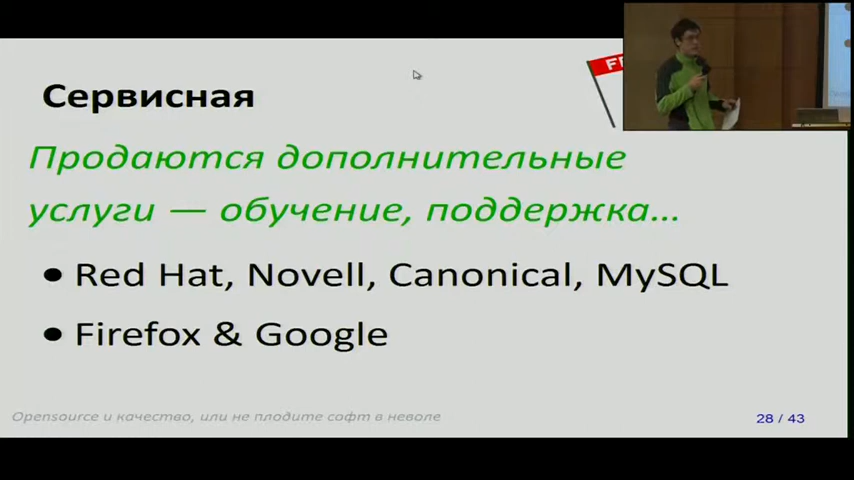 Сервисная
Продаются дополнительные
услуги — обучение, поддержка...
• Red Hat, Novell, Canonical, MySQL
• Firefox & Google
Opensource и качество, или не плодите софт в неволе
28 / 43